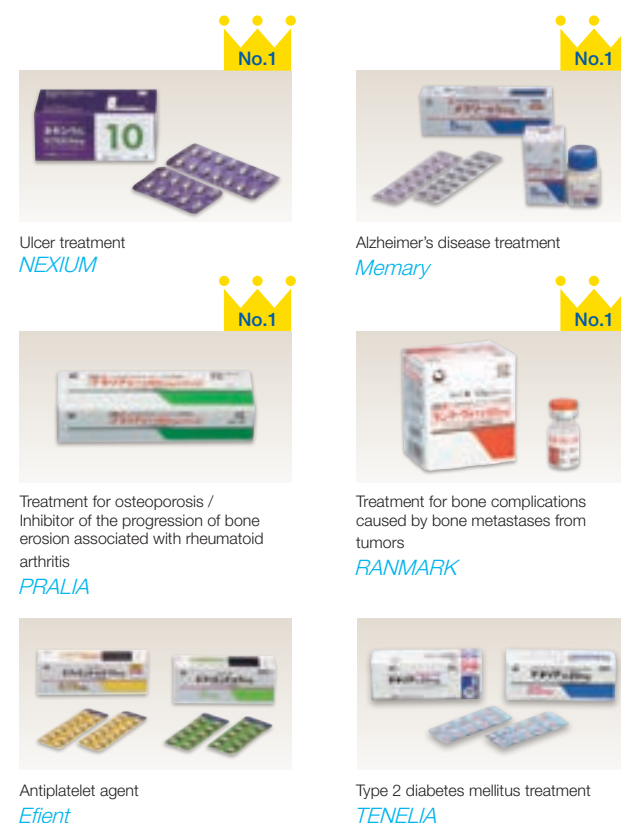 No.1
No.1
10
Ulcer treatment
NEXIUM
Alzheimer's disease treatment
Memary
No.1
No.1
Treatment for osteoporosis /
Inhibitor of the progression of bone
erosion associated with rheumatoid
arthritis
PRALIA
Treatment for bone complications
caused by bone metastases from
tumors
RANMARK
Antiplatelet agent
Efient
Type 2 diabetes mellitus treatment
TENELIA